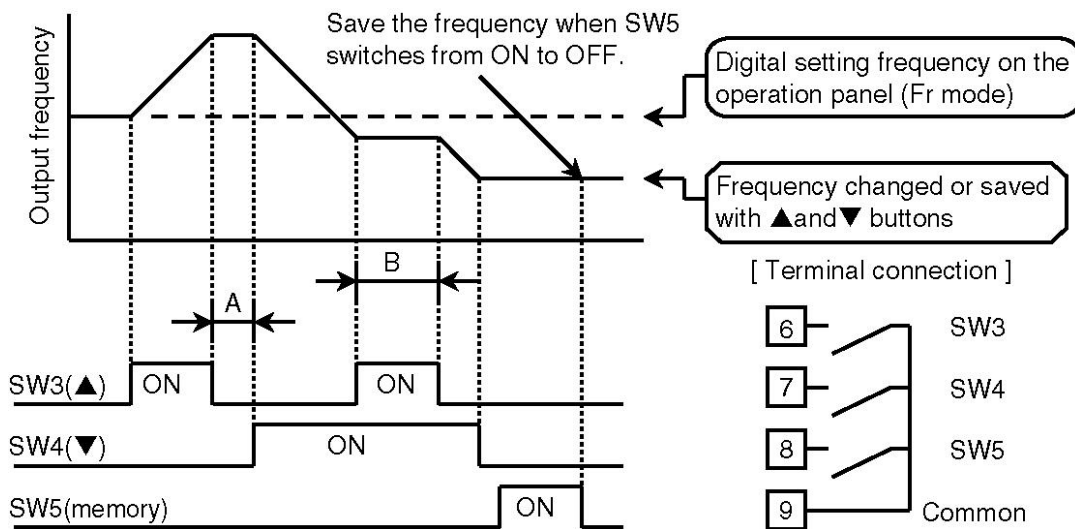 Save the frequency when SW5
switches from ON to OFF.
Digital setting frequency on the
operation panel (Fr mode)
Output frequency
Frequency changed or saved
with ▲and▼ buttons
A
B
[ Terminal connection ]
6
SW3
7
SW4
8
SW5
9
Common
SW3(▲)
ON
ON
SW4(▼)
ON
SW5(memory)
ON